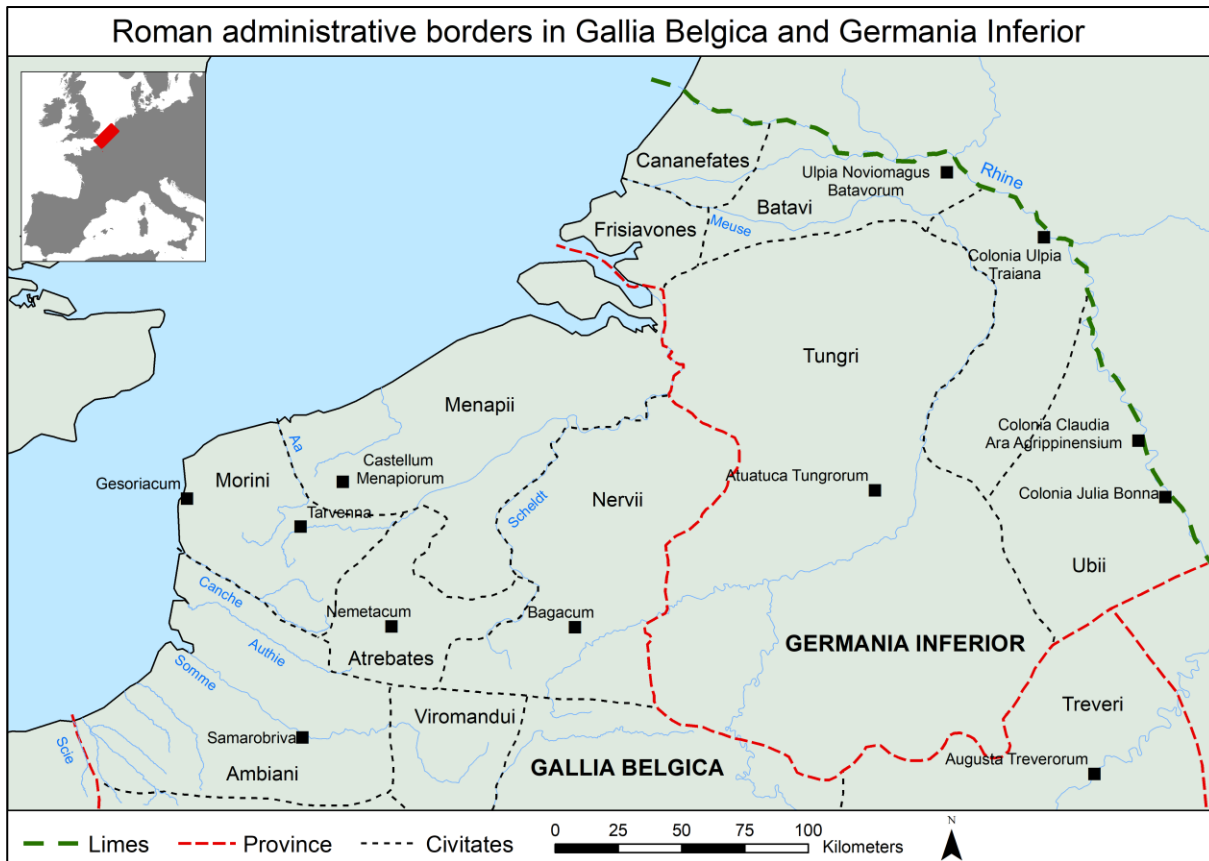 Roman administrative borders in Gallia Belgica and Germania Inferior
Cananefates
Ulpia Noviomagus
Batavorum
Rhine
Batavi
Frisiavones
Meuse
Colonia Ulpia
Traiana
Tungri
Menapii
Aa
Colonia Claudia
Ara Agrippinensium
Castellum
Menapiorum
Morini
Gesoriacum
Atuatuca Tungrorum
Nervii
Scheldt
Colonia Julia Bonna
Tarvenna
Ubii
Canche
Nemetacum
Bagacum
GERMANIA INFERIOR
Authie
Atrebates
Somme
Treveri
Viromandui
Samarobriva
Scie
GALLIA BELGICA
Augusta Treverorum
Ambiani
Limes
Province
Civitates
0 25 50 75 100
Kilometers
N